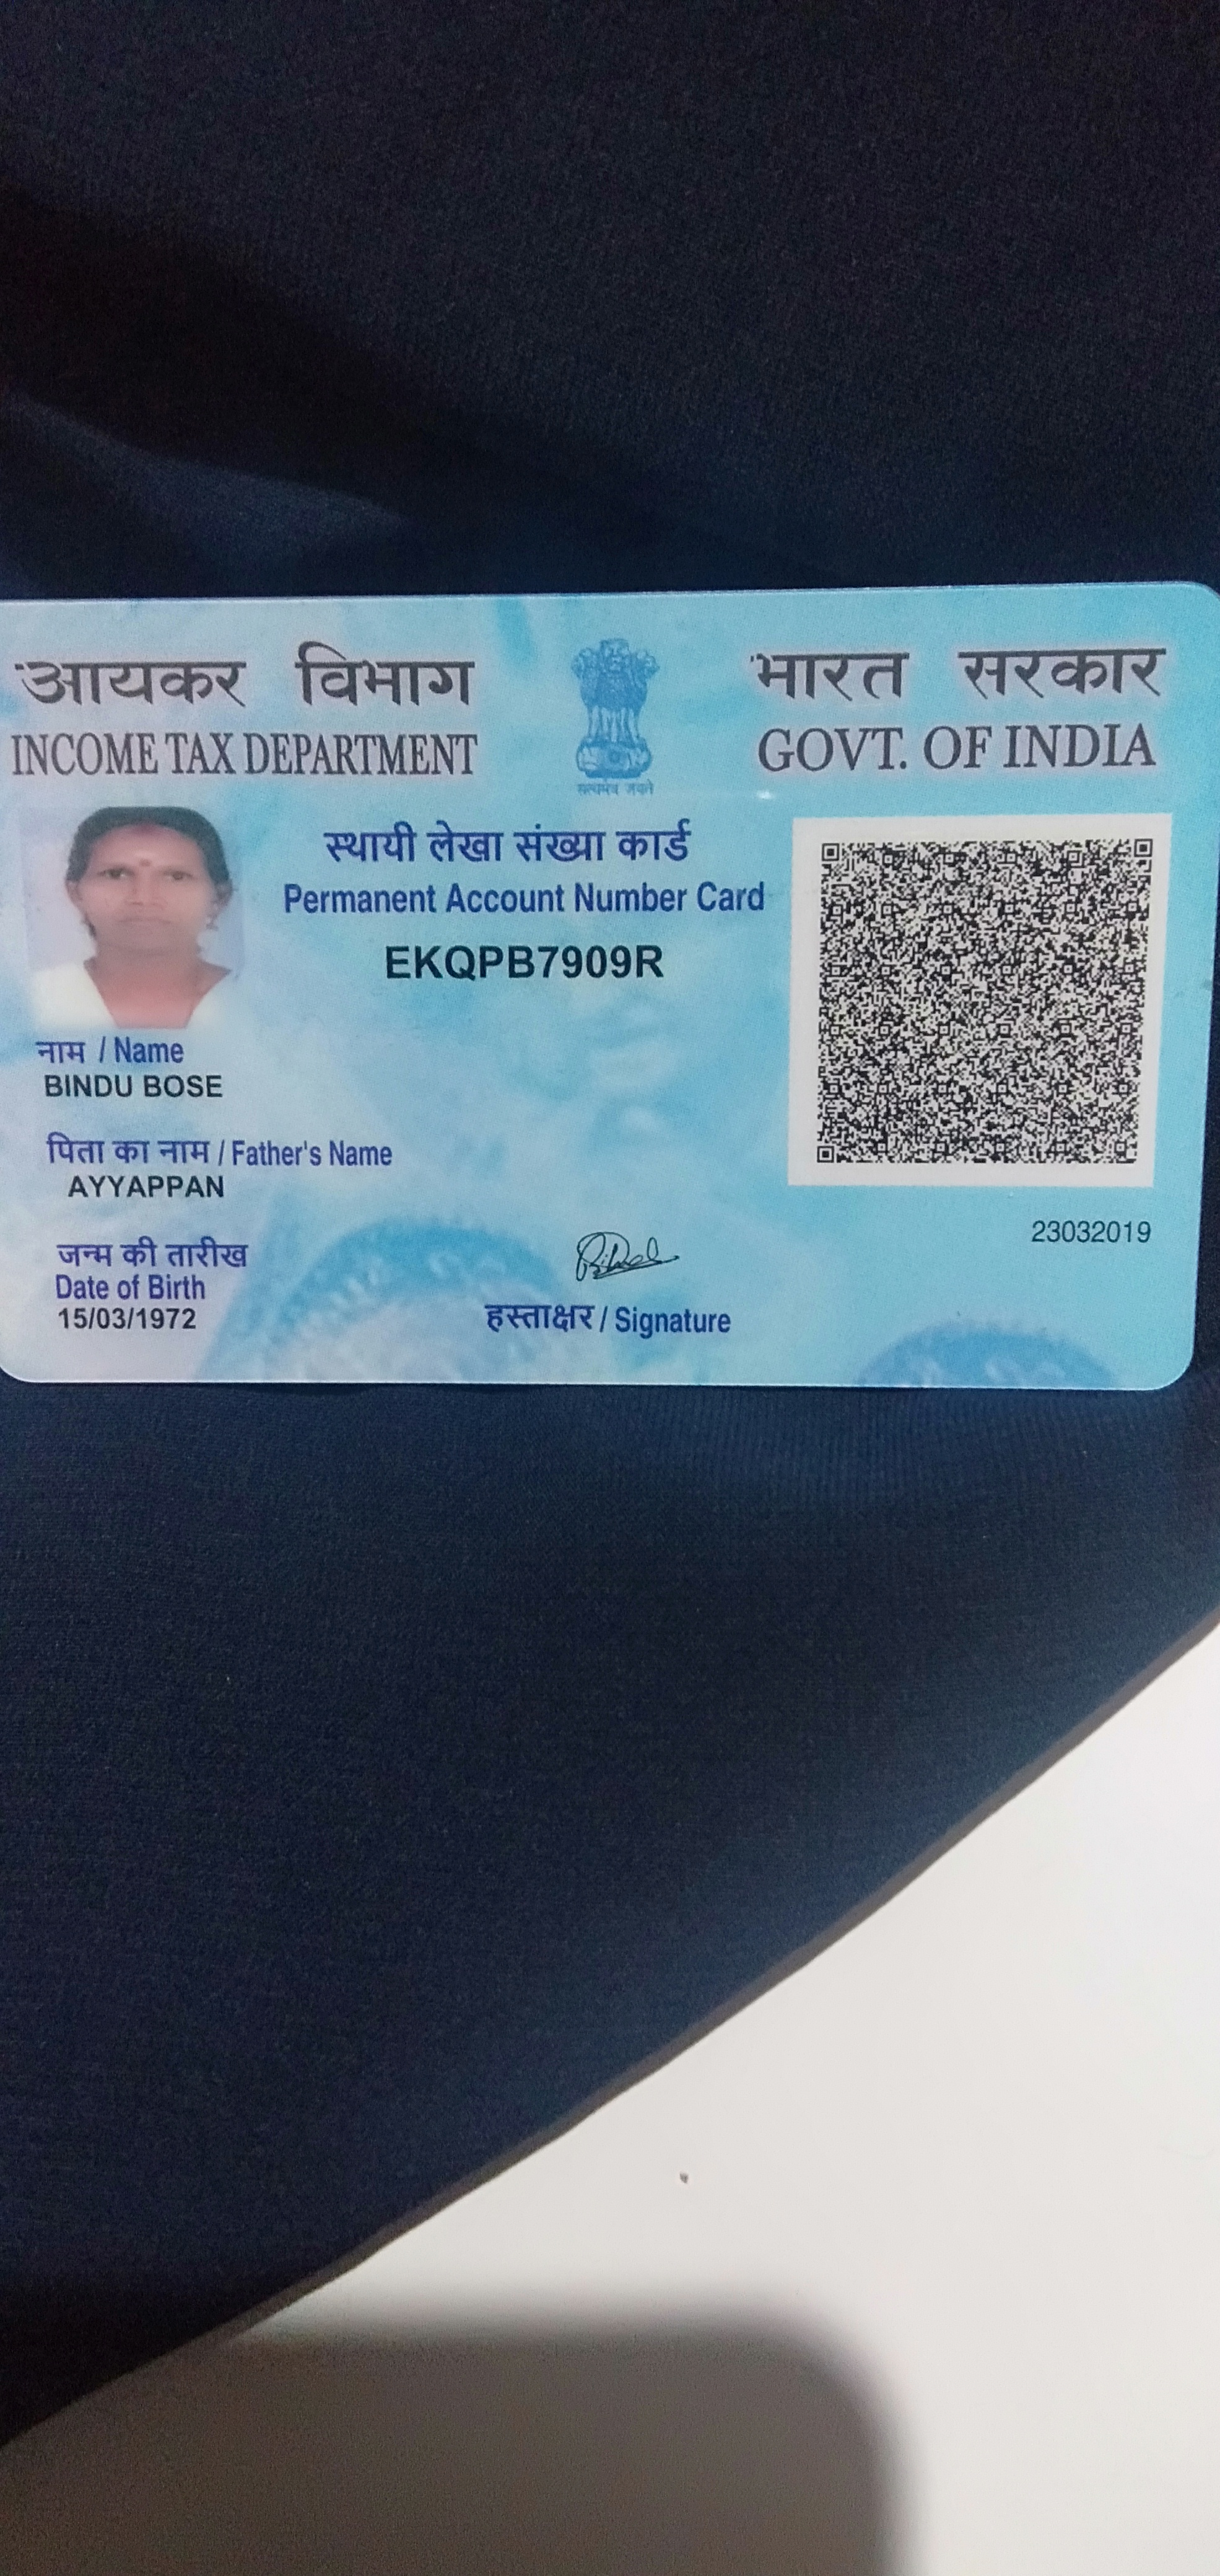 आयकर विभाग
INCOME TAX DEPARTMENT
सत्यमेव जयते
भारत सरकार
GOVT. OF INDIA
स्थायी लेखा संख्या कार्ड
Permanent Account Number Card
EKQPB7909R
नाम / Name
BINDU BOSE
पिता का नाम / Father's Name
AYYAPPAN
जन्म की तारीख
Date of Birth
15/03/1972
हस्ताक्षर / Signature
23032019